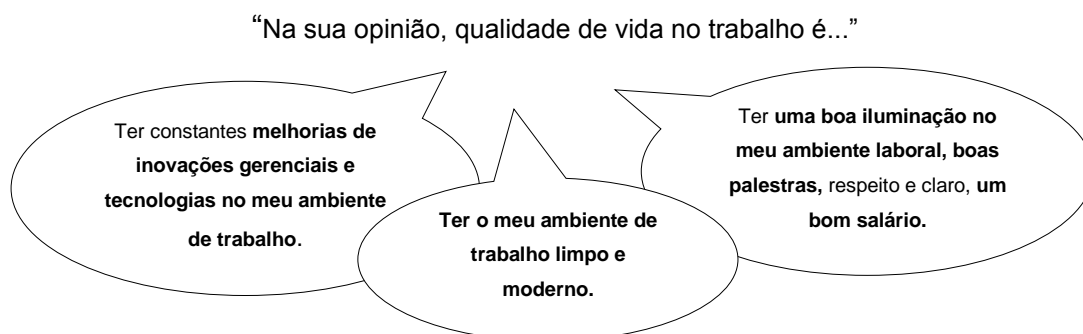 “Na sua opinião, qualidade de vida no trabalho é...”
Ter constantes melhorias de
inovações gerenciais e
tecnologias no meu ambiente
de trabalho.
Ter o meu ambiente de
trabalho limpo e
moderno.
Ter uma boa iluminação no
meu ambiente laboral, boas
palestras, respeito e claro, um
bom salário.